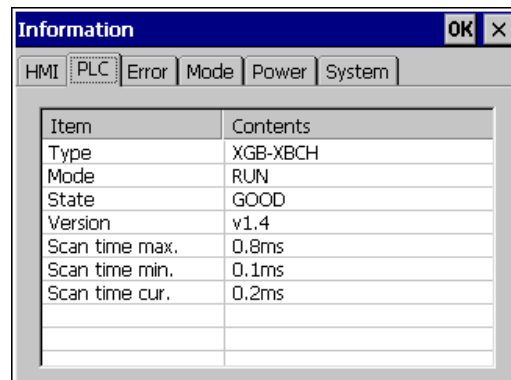 Information OK ×
HMI PLC Error Mode Power System
Item Contents
Type XGB-XBCH
Mode RUN
State GOOD
Version v1.4
Scan time max. 0.8ms
Scan time min. 0.1ms
Scan time cur. 0.2ms